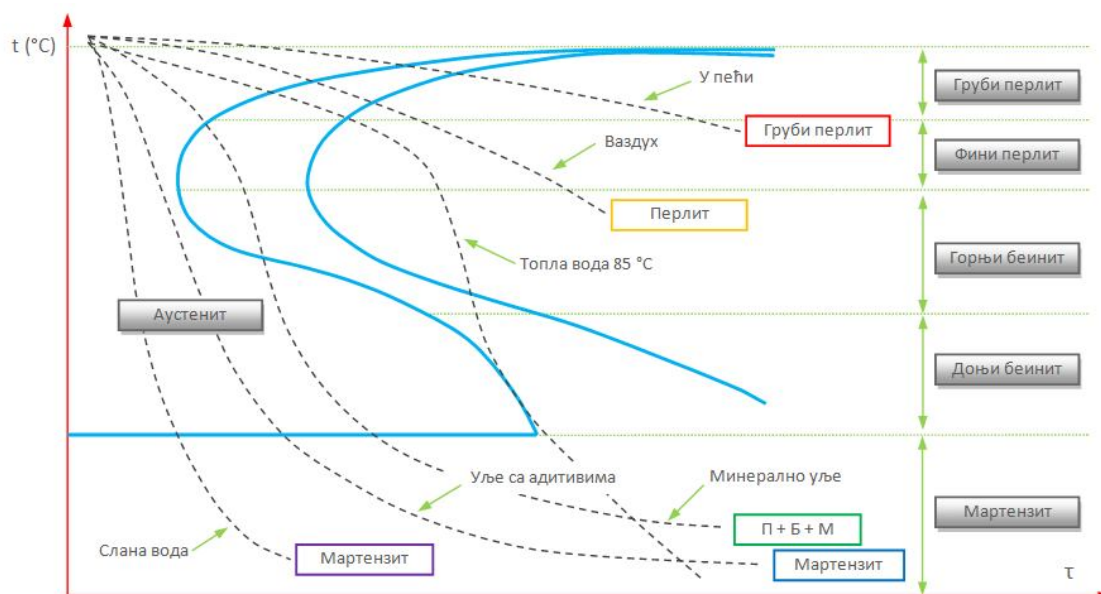 t (°C)
У пећи
Груби перлит
Груби перлит
Ваздух
Фини перлит
Перлит
Топла вода 85 °C
Горњи беинит
Аустенит
Доњи беинит
Уље са адитивима
Минерално уље
Мартензит
П + Б + М
Слана вода
Мартензит
Мартензит
τ